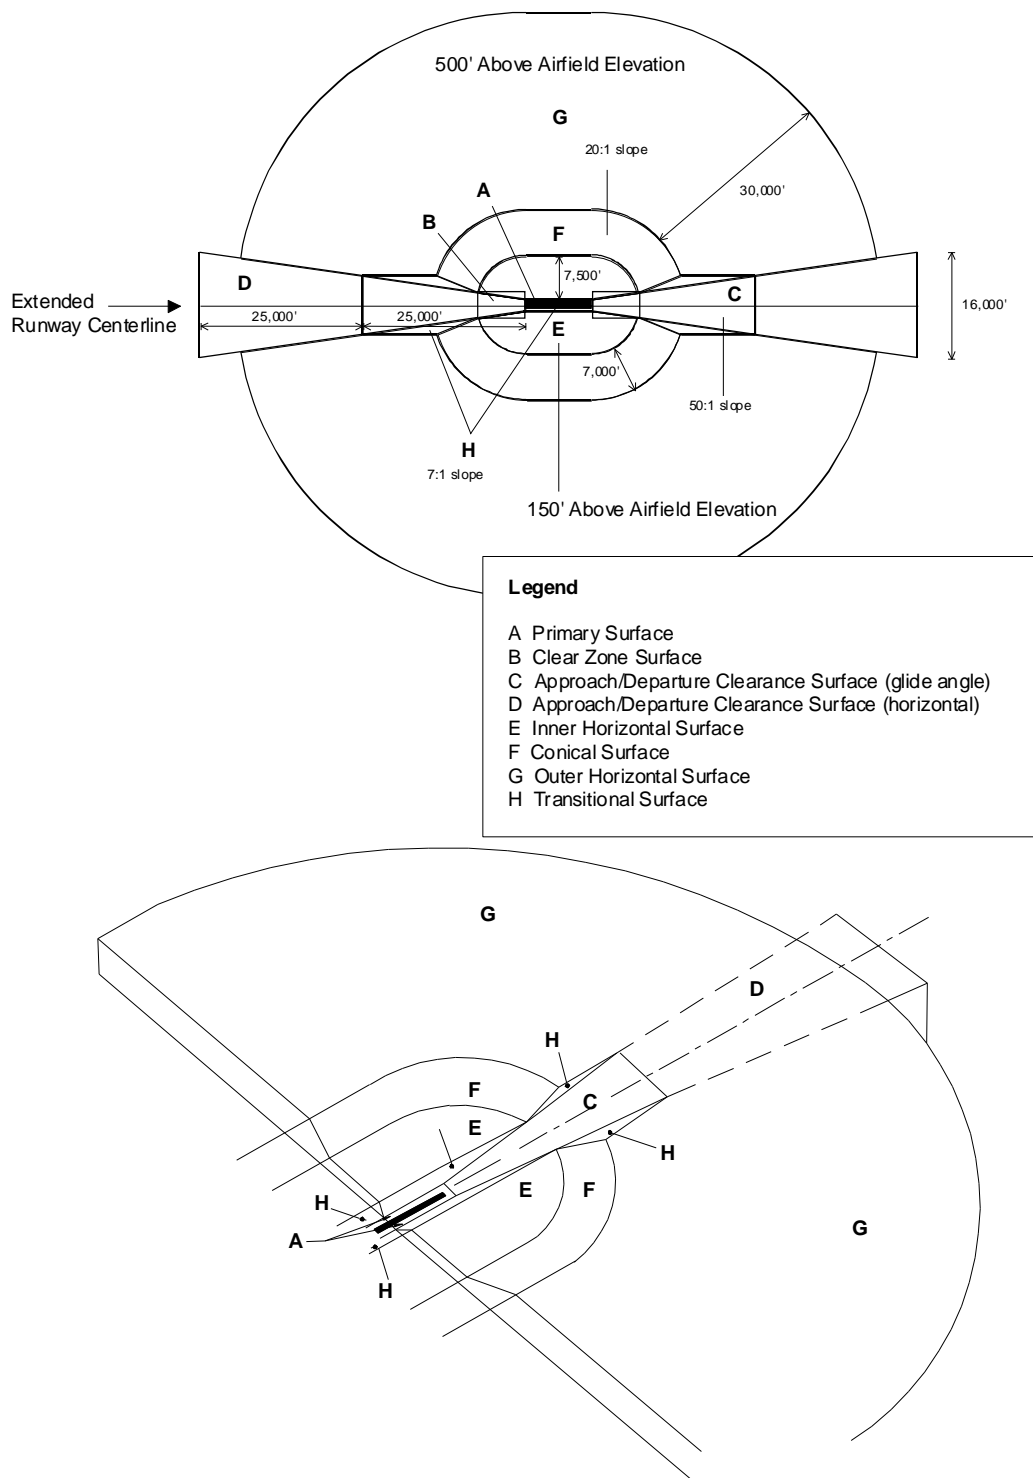 500' Above Airfield Elevation
G
20:1 slope
A
30,000'
B
F
7,500'
D
C
Extended
Runway Centerline
25,000'
25,000'
16,000'
E
7,000'
50:1 slope
H
7:1 slope
150' Above Airfield Elevation
Legend
A Primary Surface
B Clear Zone Surface
C Approach/Departure Clearance Surface (glide angle)
D Approach/Departure Clearance Surface (horizontal)
E Inner Horizontal Surface
F Conical Surface
G Outer Horizontal Surface
H Transitional Surface
G
D
H
F
C
E
H
E
F
H
G
A
H